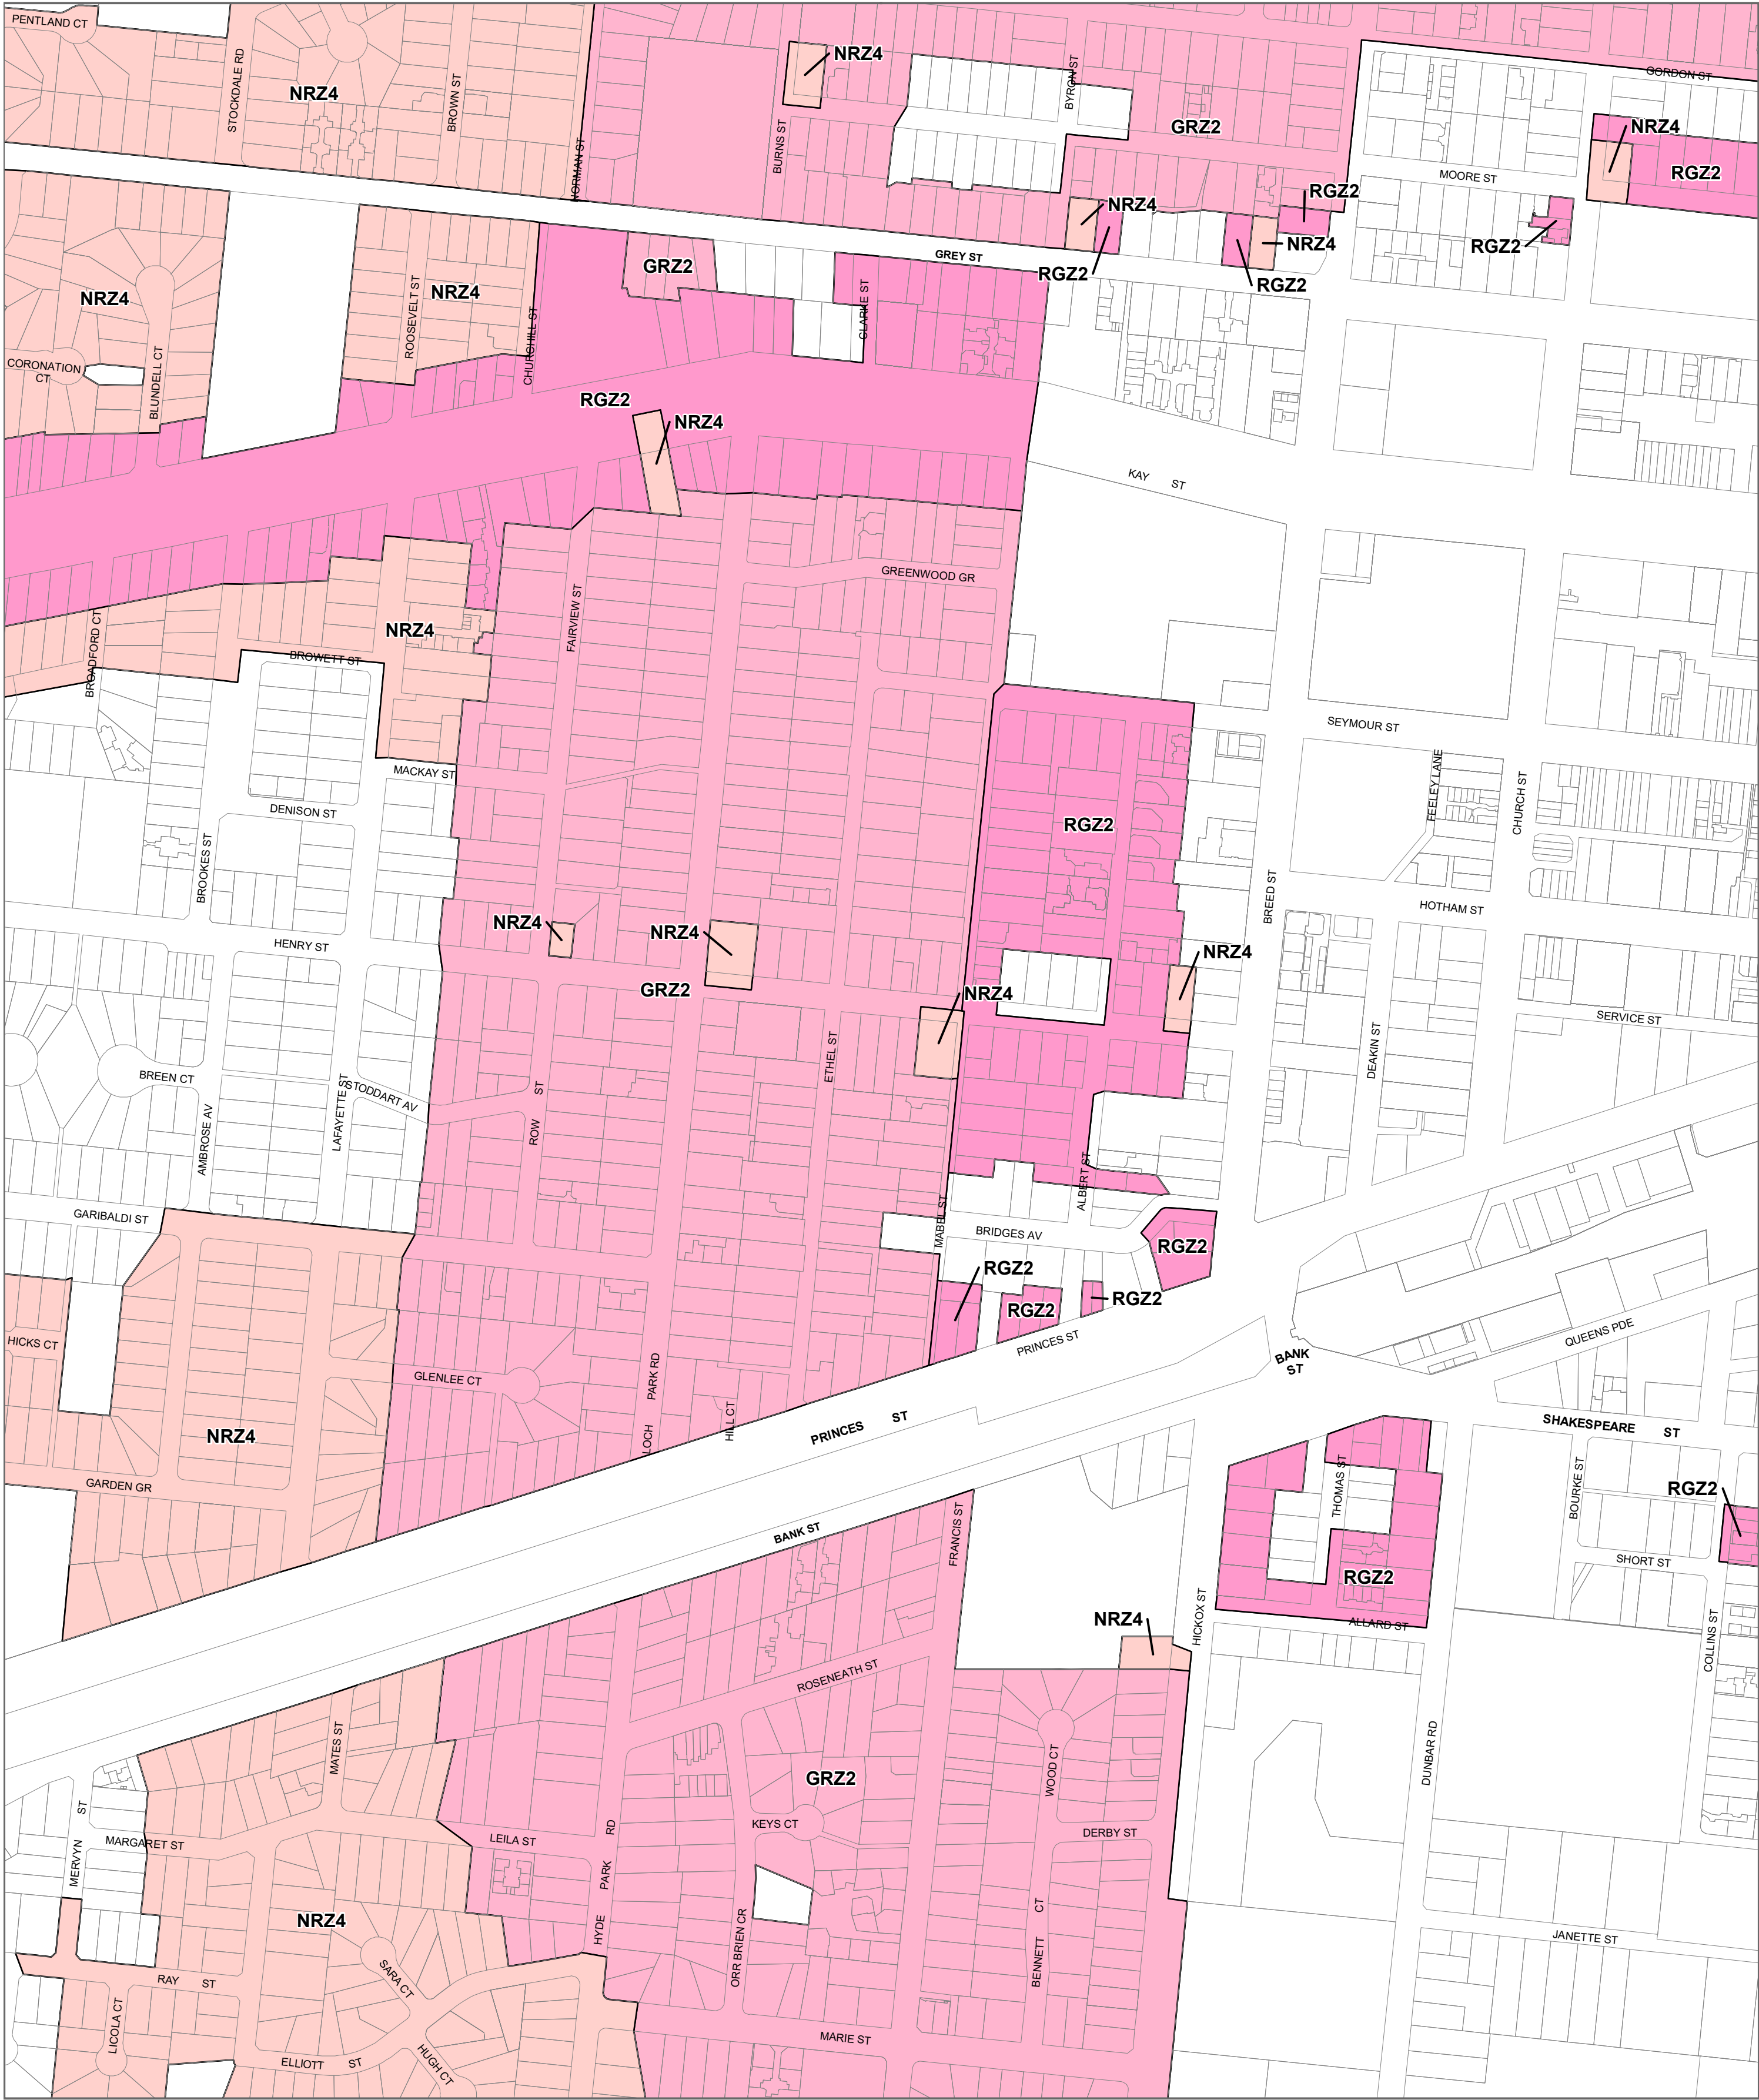 PENTLAND CT
STOCKDALE RD
NRZ4
BROWN ST
NORMAN ST
BURNS ST
NRZ4
BYRON ST
GRZ2
GORDON ST
NRZ4
RGZ2
MOORE ST
RGZ2
RGZ2
NRZ4
NRZ4
RGZ2
RGZ2
GREY ST
GRZ2
NRZ4
NRZ4
ROOSEVELT ST
CHURCHILL ST
CLARKE ST
CORONATION
CT
BLUNDELL CT
RGZ2
NRZ4
KAY ST
GREENWOOD GR
FAIRVIEW ST
NRZ4
BROADFORD CT
BROWETT ST
SEYMOUR ST
MACKAY ST
DENISON ST
BROOKES ST
RGZ2
FEELEY LANE
CHURCH ST
BREED ST
HOTHAM ST
HENRY ST
NRZ4
NRZ4
NRZ4
GRZ2
NRZ4
SERVICE ST
DEAKIN ST
ETHEL ST
BREEN CT
STODDART AV
LAFAYETTE ST
AMBROSE AV
ROW ST
ALBERT ST
MABEL ST
GARIBALDI ST
BRIDGES AV
RGZ2
RGZ2
RGZ2
RGZ2
PRINCES ST
HICKS CT
QUEENS PDE
BANK
ST
GLENLEE CT
LOCH PARK RD
HILL CT
PRINCES ST
SHAKESPEARE ST
NRZ4
GARDEN GR
THOMAS ST
BOURKE ST
RGZ2
BANK ST
FRANCIS ST
SHORT ST
RGZ2
HICKOX ST
NRZ4
ALLARD ST
COLLINS ST
ROSENEATH ST
MATES ST
DUNBAR RD
WOOD CT
GRZ2
KEYS CT
DERBY ST
LEILA ST
MARGARET ST
MERVYN ST
HYDE PARK RD
NRZ4
ORR BRIEN CR
BENNETT CT
JANETTE ST
SARA CT
RAY ST
LICOLA CT
MARIE ST
ELLIOTT ST
HUGH CT